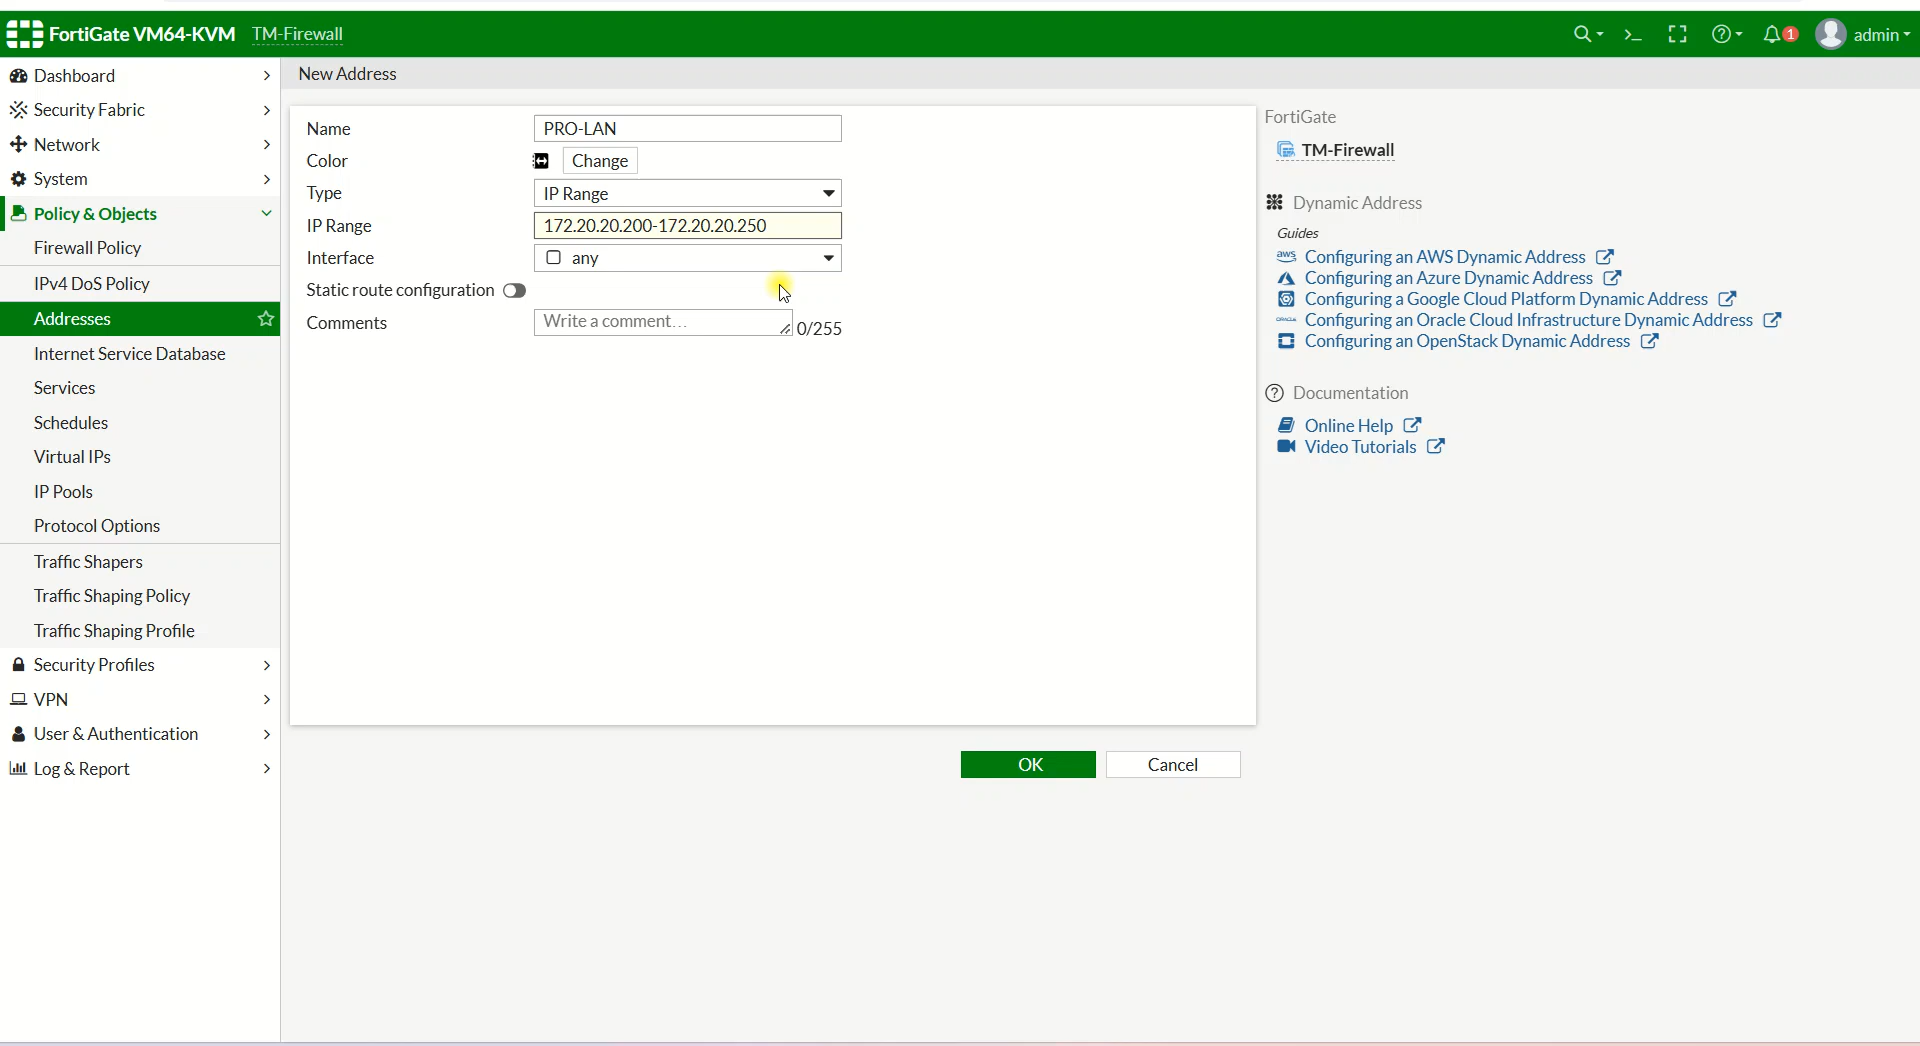 FortiGate VM64-KVM TM-Firewall
1 admin
Dashboard
Security Fabric
Network
System
Policy & Objects
Firewall Policy
IPv4 DoS Policy
Addresses
Internet Service Database
Services
Schedules
Virtual IPs
IP Pools
Protocol Options
Traffic Shapers
Traffic Shaping Policy
Traffic Shaping Profile
Security Profiles
VPN
User & Authentication
Log & Report
New Address
Name PRO-LAN
Color Change
Type IP Range
IP Range 172.20.20.200-172.20.20.250
Interface any
Static route configuration
Comments Write a comment... 0/255
OK Cancel
FortiGate
TM-Firewall
Dynamic Address
Guides
aws Configuring an AWS Dynamic Address
Configuring an Azure Dynamic Address
Configuring a Google Cloud Platform Dynamic Address
ORACLE Configuring an Oracle Cloud Infrastructure Dynamic Address
Configuring an OpenStack Dynamic Address
Documentation
Online Help
Video Tutorials